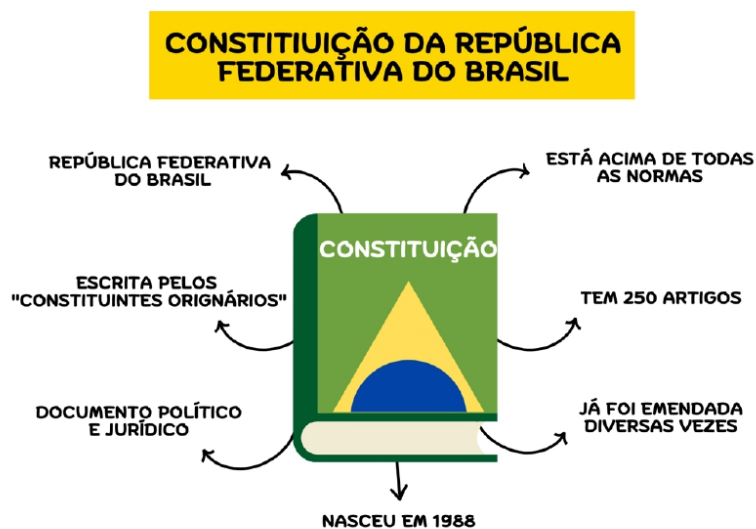 CONSTITIUIÇÃO DA REPÚBLICA
FEDERATIVA DO BRASIL
REPÚBLICA FEDERATIVA
DO BRASIL
ESTÁ ACIMA DE TODAS
AS NORMAS
CONSTITUIÇÃO
ESCRITA PELOS
"CONSTITUINTES ORIGNÁRIOS"
TEM 250 ARTIGOS
DOCUMENTO POLÍTICO
E JURÍDICO
JÁ FOI EMENDADA
DIVERSAS VEZES
NASCEU EM 1988